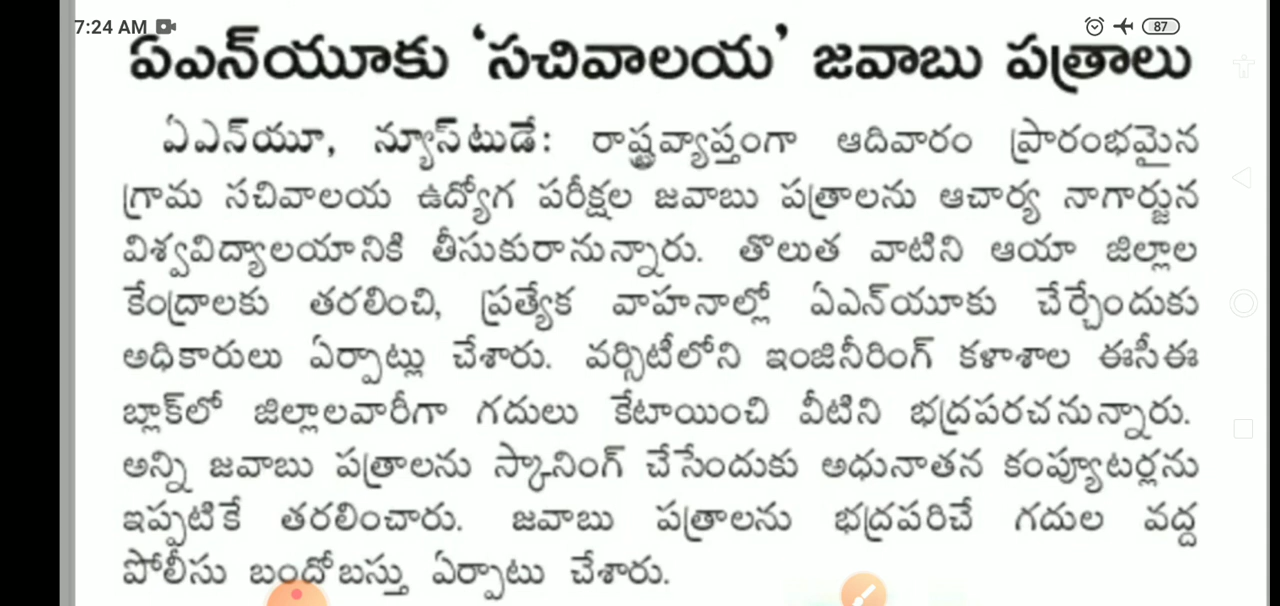 7:24 AM
87
ఏఎన్‌యూకు ‘సచివాలయ’ జవాబు పత్రాలు
ఏఎన్‌యూ, న్యూస్‌టుడే: రాష్ట్రవ్యాప్తంగా ఆదివారం ప్రారంభమైన
గ్రామ సచివాలయ ఉద్యోగ పరీక్షల జవాబు పత్రాలను ఆచార్య నాగార్జున
విశ్వవిద్యాలయానికి తీసుకురానున్నారు. తొలుత వాటిని ఆయా జిల్లాల
కేంద్రాలకు తరలించి, ప్రత్యేక వాహనాల్లో ఏఎన్‌యూకు చేర్చేందుకు
అధికారులు ఏర్పాట్లు చేశారు. వర్సిటీలోని ఇంజినీరింగ్ కళాశాల ఈసీఈ
బ్లాక్‌లో జిల్లాలవారీగా గదులు కేటాయించి వీటిని భద్రపరచనున్నారు.
అన్ని జవాబు పత్రాలను స్కానింగ్ చేసేందుకు అధునాతన కంప్యూటర్లను
ఇప్పటికే తరలించారు. జవాబు పత్రాలను భద్రపరిచే గదుల వద్ద
పోలీసు బందోబస్తు ఏర్పాటు చేశారు.